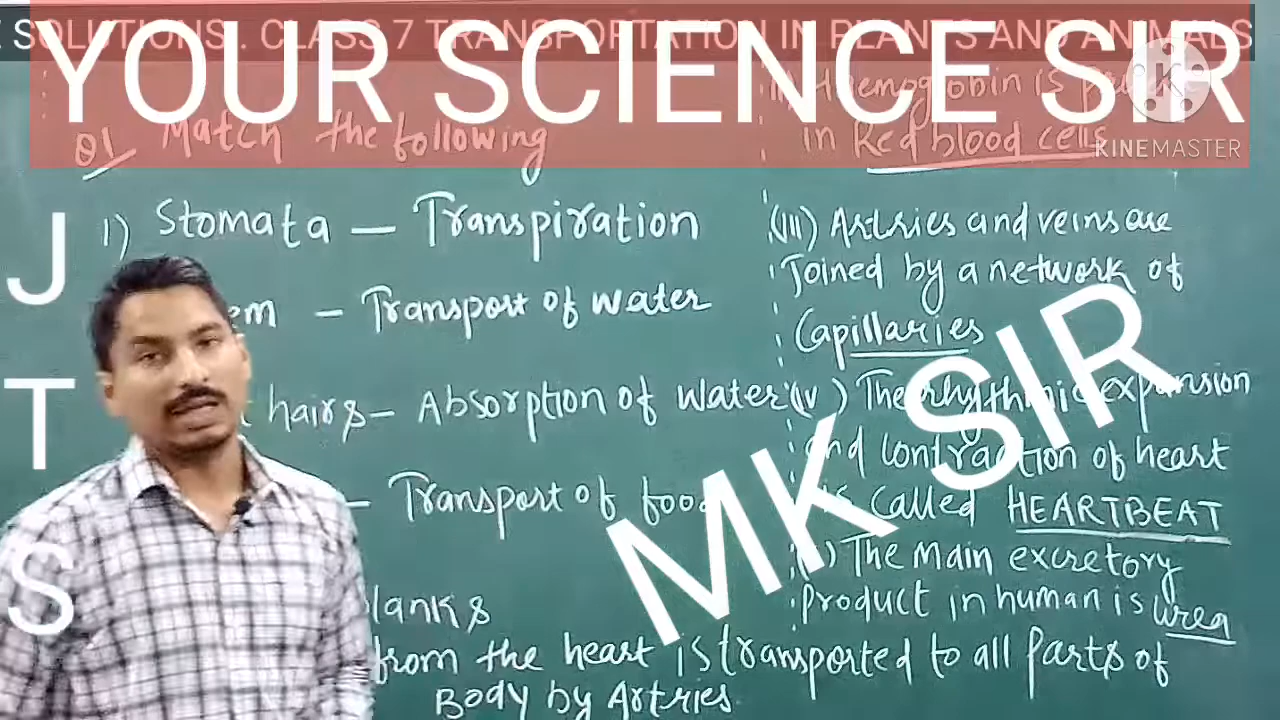 E SOLUTIONS . CLASS 7 TRANSPORTATION IN PLANTS AND ANIMALS
YOUR SCIENCE SIR
KINEMASTER
J
T
S
MK SIR
Q1 Match the following
1) Stomata — Transpiration
em — Transport of water
hairs — Absorption of water
— Transport of food
lanks
from the heart is transported to all Parts of
Body by Artries
ii) Haemoglobin is
in Red blood cells
(III) Artries and veins are
Joined by a network of
Capillaries
(iv) The rhythmic expansion
and contraction of heart
is called HEARTBEAT
The Main excretory
Product in human is urea